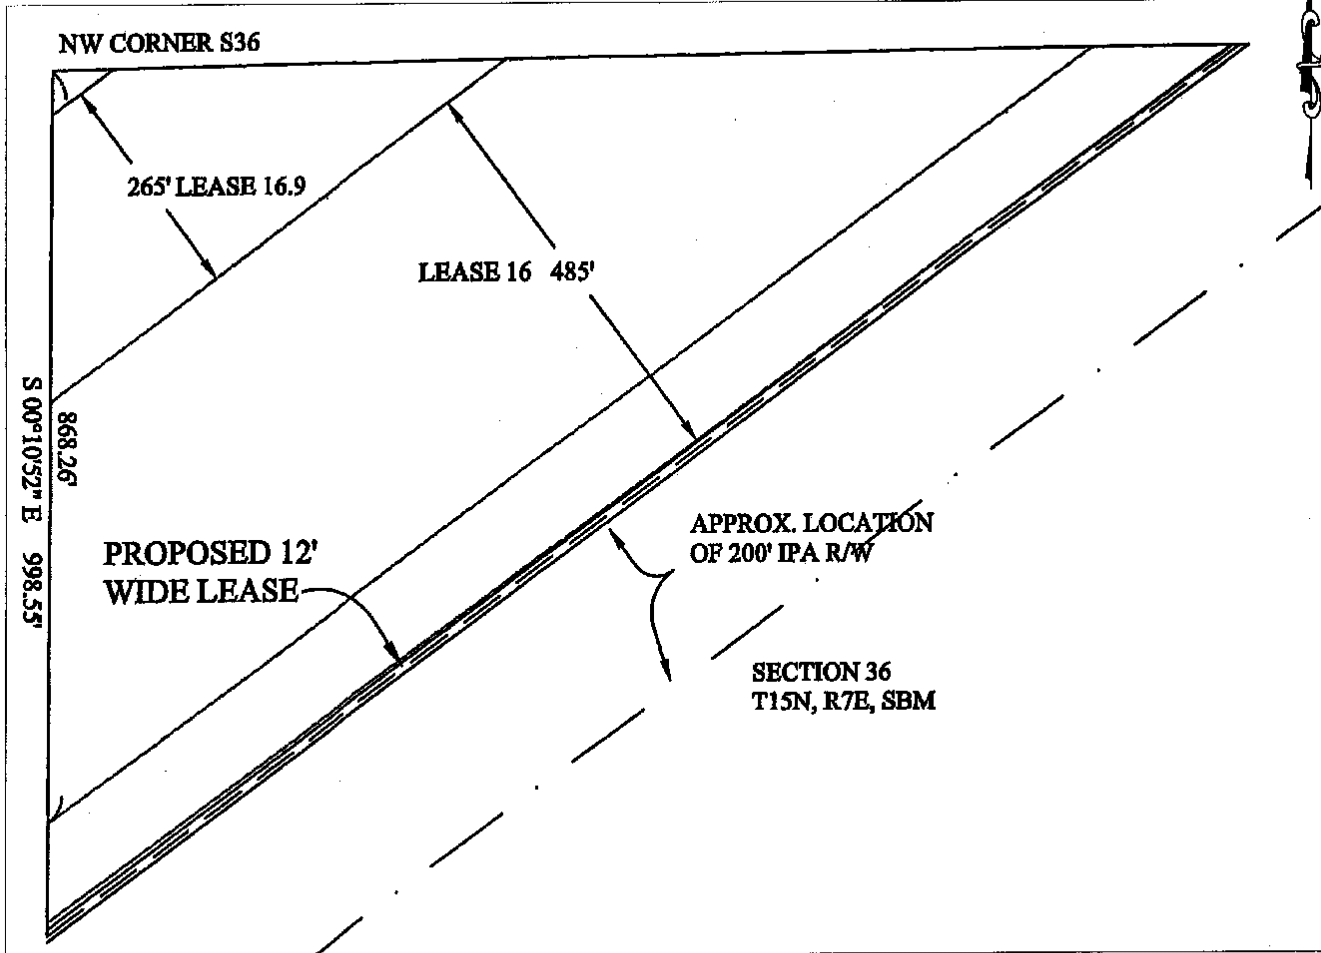 NW CORNER S36
265' LEASE 16.9
LEASE 16 485'
868.26'
S 00°10'52" E 998.55'
PROPOSED 12'
WIDE LEASE
APPROX. LOCATION
OF 200' IPA R/W
SECTION 36
T15N, R7E, SBM